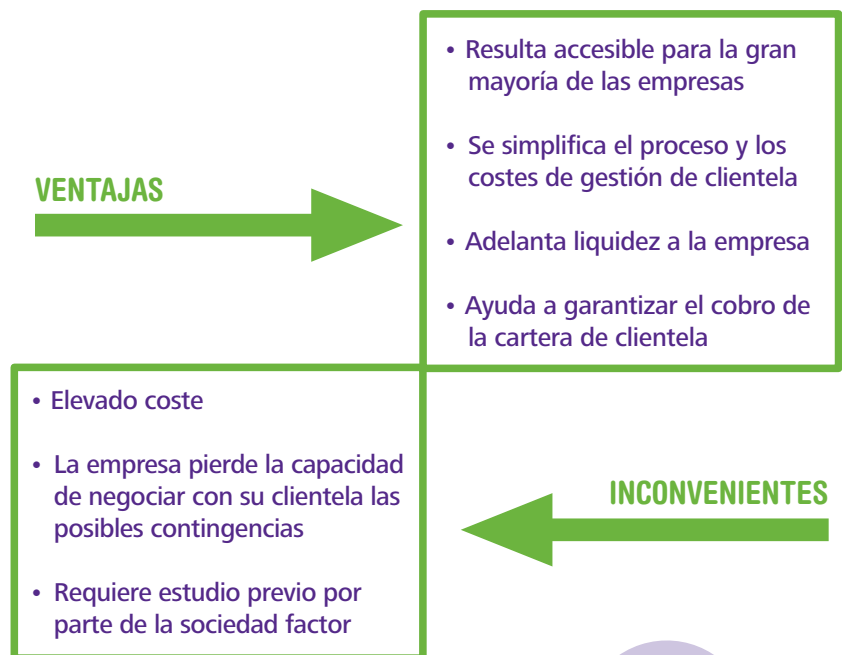 VENTAJAS
• Resulta accesible para la gran
mayoría de las empresas
• Se simplifica el proceso y los
costes de gestión de clientela
• Adelanta liquidez a la empresa
• Ayuda a garantizar el cobro de
la cartera de clientela
INCONVENIENTES
• Elevado coste
• La empresa pierde la capacidad
de negociar con su clientela las
posibles contingencias
• Requiere estudio previo por
parte de la sociedad factor